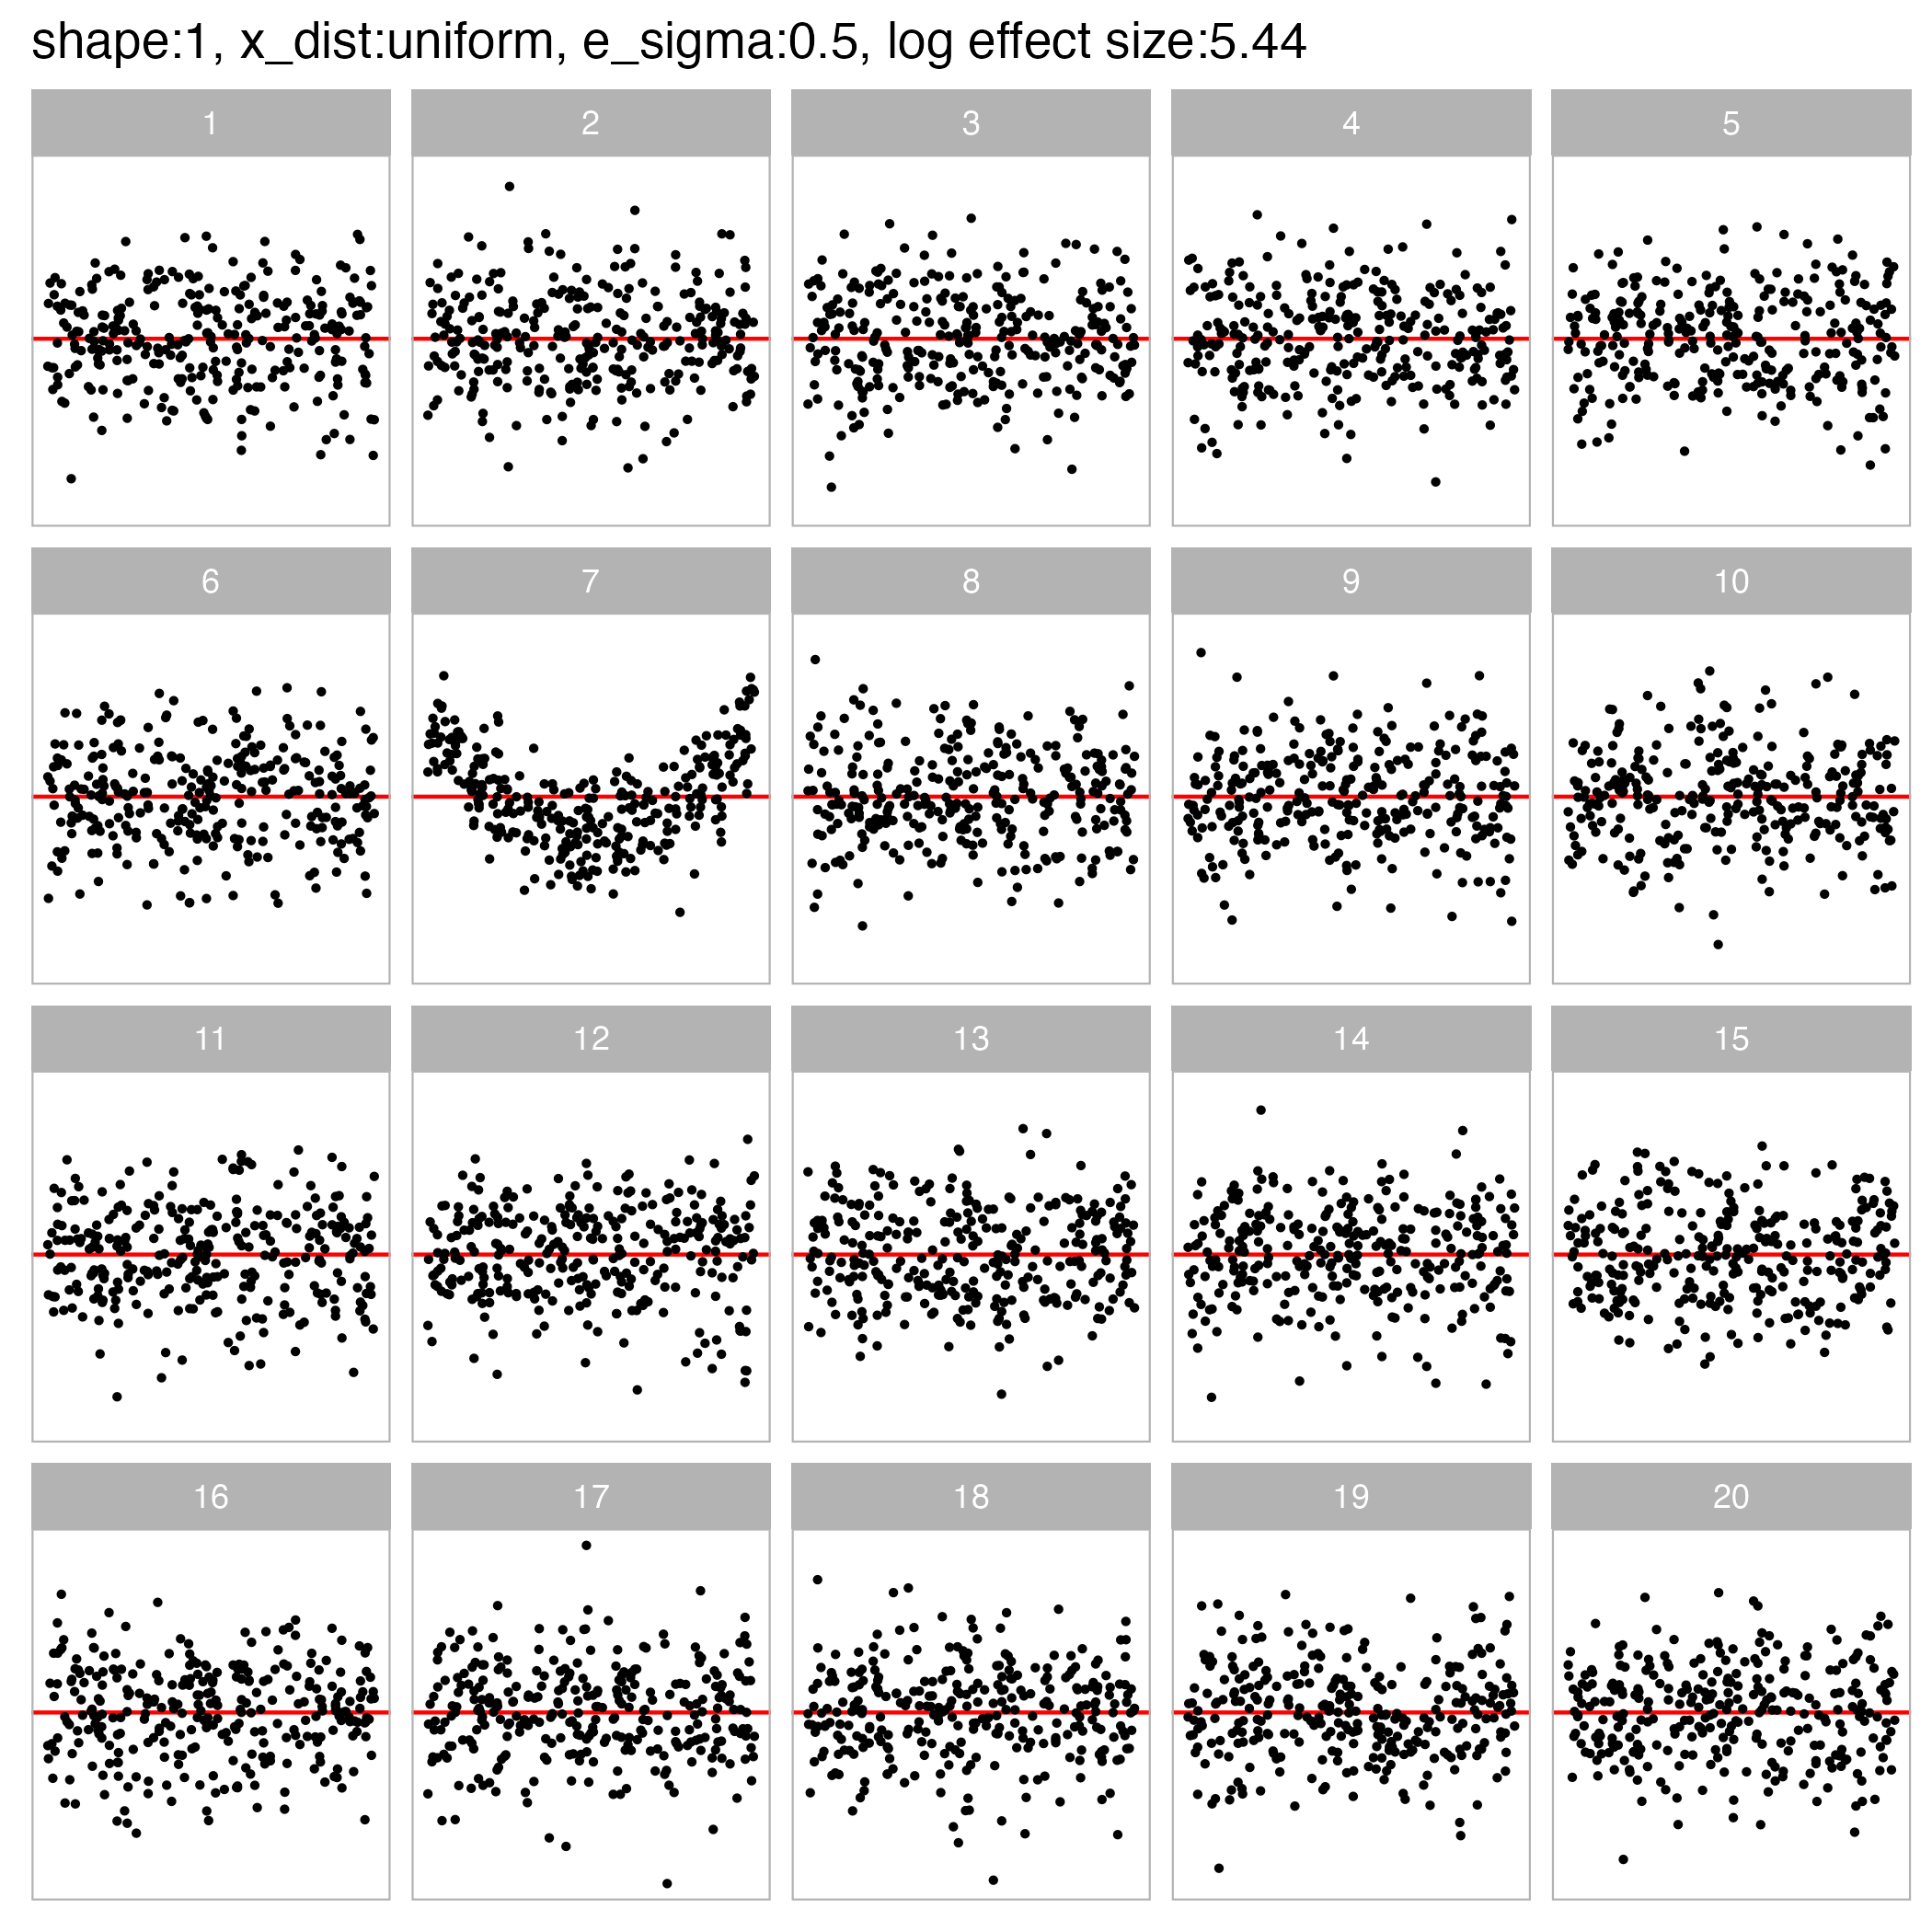 shape:1, x_dist:uniform, e_sigma:0.5, log effect size:5.44
1 2 3 4 5
6 7 8 9 10
11 12 13 14 15
16 17 18 19 20